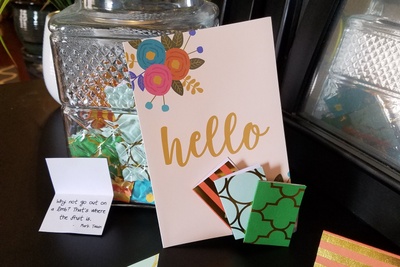 hello
Why not go out on
a limb? That's where
the fruit is.
Mark Twain